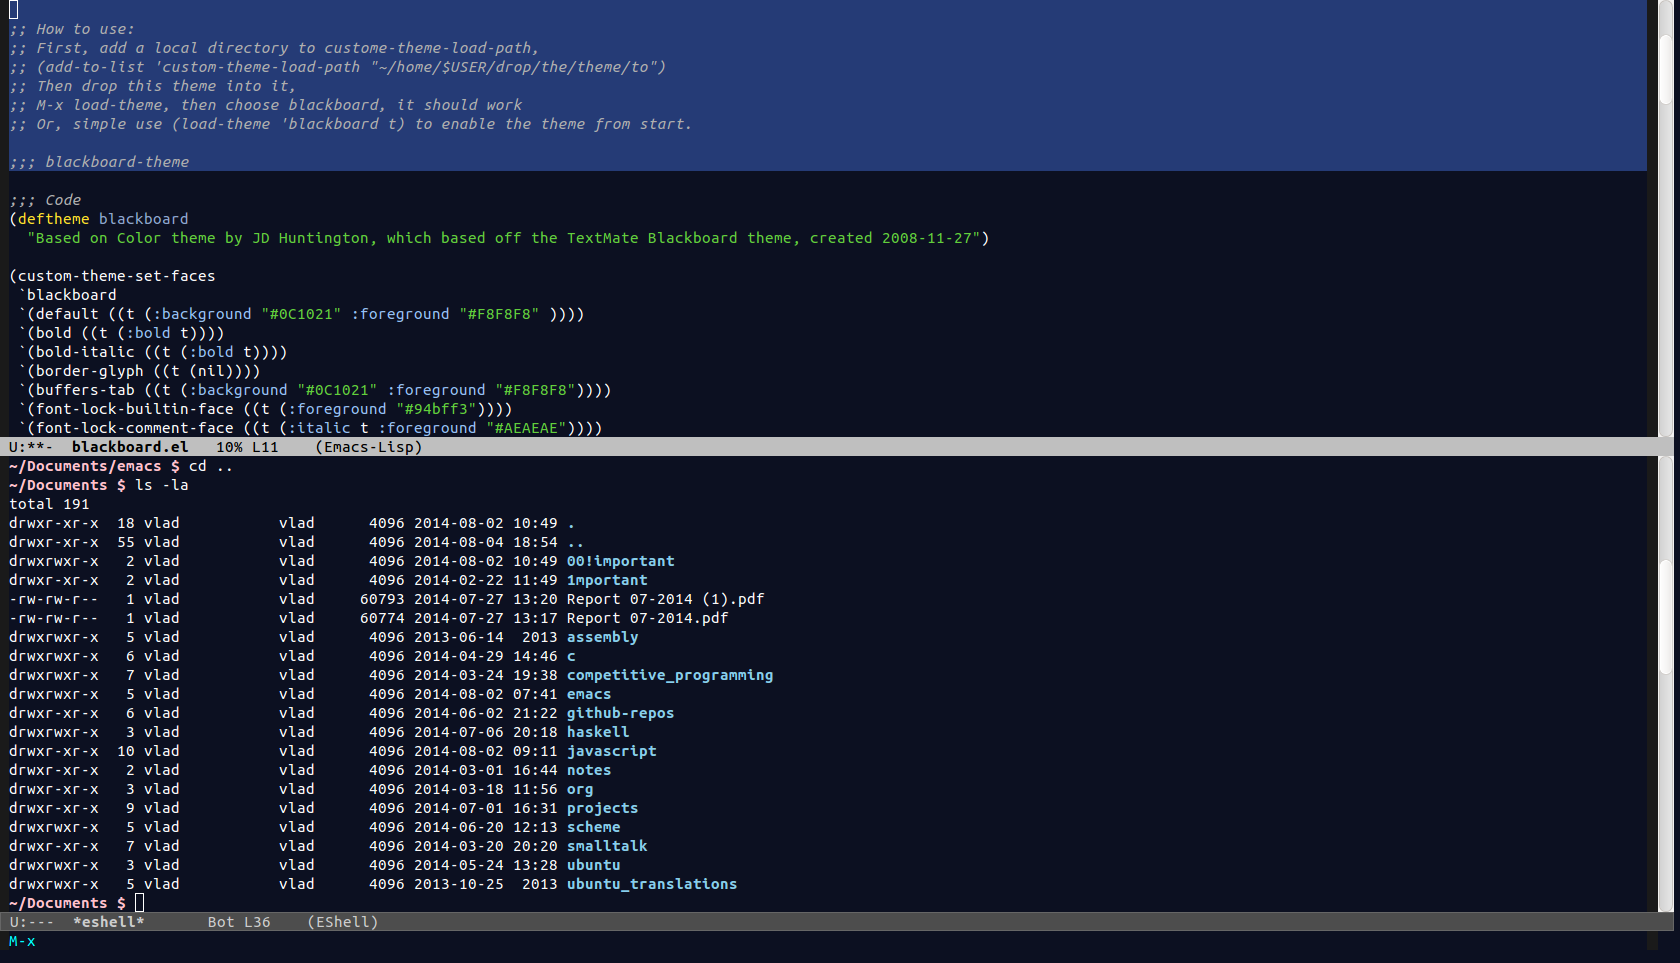 ;; How to use:
;; First, add a local directory to custome-theme-load-path,
;; (add-to-list 'custom-theme-load-path "~/home/$USER/drop/the/theme/to")
;; Then drop this theme into it,
;; M-x load-theme, then choose blackboard, it should work
;; Or, simple use (load-theme 'blackboard t) to enable the theme from start.
;;; blackboard-theme
;;; Code
(deftheme blackboard
  "Based on Color theme by JD Huntington, which based off the TextMate Blackboard theme, created 2008-11-27")
(custom-theme-set-faces
 `blackboard
 `(default ((t (:background "#0C1021" :foreground "#F8F8F8" ))))
 `(bold ((t (:bold t))))
 `(bold-italic ((t (:bold t))))
 `(border-glyph ((t (nil))))
 `(buffers-tab ((t (:background "#0C1021" :foreground "#F8F8F8"))))
 `(font-lock-builtin-face ((t (:foreground "#94bff3"))))
 `(font-lock-comment-face ((t (:italic t :foreground "#AEAEAE"))))
U:**-  blackboard.el   10% L11    (Emacs-Lisp)
~/Documents/emacs $ cd ..
~/Documents $ ls -la
total 191
drwxr-xr-x  18 vlad           vlad      4096 2014-08-02 10:49 .
drwxr-xr-x  55 vlad           vlad      4096 2014-08-04 18:54 ..
drwxrwxr-x   2 vlad           vlad      4096 2014-08-02 10:49 00!important
drwxr-xr-x   2 vlad           vlad      4096 2014-02-22 11:49 1mportant
-rw-rw-r--   1 vlad           vlad     60793 2014-07-27 13:20 Report 07-2014 (1).pdf
-rw-rw-r--   1 vlad           vlad     60774 2014-07-27 13:17 Report 07-2014.pdf
drwxrwxr-x   5 vlad           vlad      4096 2013-06-14  2013 assembly
drwxrwxr-x   6 vlad           vlad      4096 2014-04-29 14:46 c
drwxrwxr-x   7 vlad           vlad      4096 2014-03-24 19:38 competitive_programming
drwxrwxr-x   5 vlad           vlad      4096 2014-08-02 07:41 emacs
drwxr-xr-x   6 vlad           vlad      4096 2014-06-02 21:22 github-repos
drwxrwxr-x   3 vlad           vlad      4096 2014-07-06 20:18 haskell
drwxr-xr-x  10 vlad           vlad      4096 2014-08-02 09:11 javascript
drwxr-xr-x   2 vlad           vlad      4096 2014-03-01 16:44 notes
drwxr-xr-x   3 vlad           vlad      4096 2014-03-18 11:56 org
drwxr-xr-x   9 vlad           vlad      4096 2014-07-01 16:31 projects
drwxrwxr-x   5 vlad           vlad      4096 2014-06-20 12:13 scheme
drwxr-xr-x   7 vlad           vlad      4096 2014-03-20 20:20 smalltalk
drwxrwxr-x   3 vlad           vlad      4096 2014-05-24 13:28 ubuntu
drwxrwxr-x   5 vlad           vlad      4096 2013-10-25  2013 ubuntu_translations
~/Documents $
U:---  *eshell*       Bot L36    (EShell)
M-x